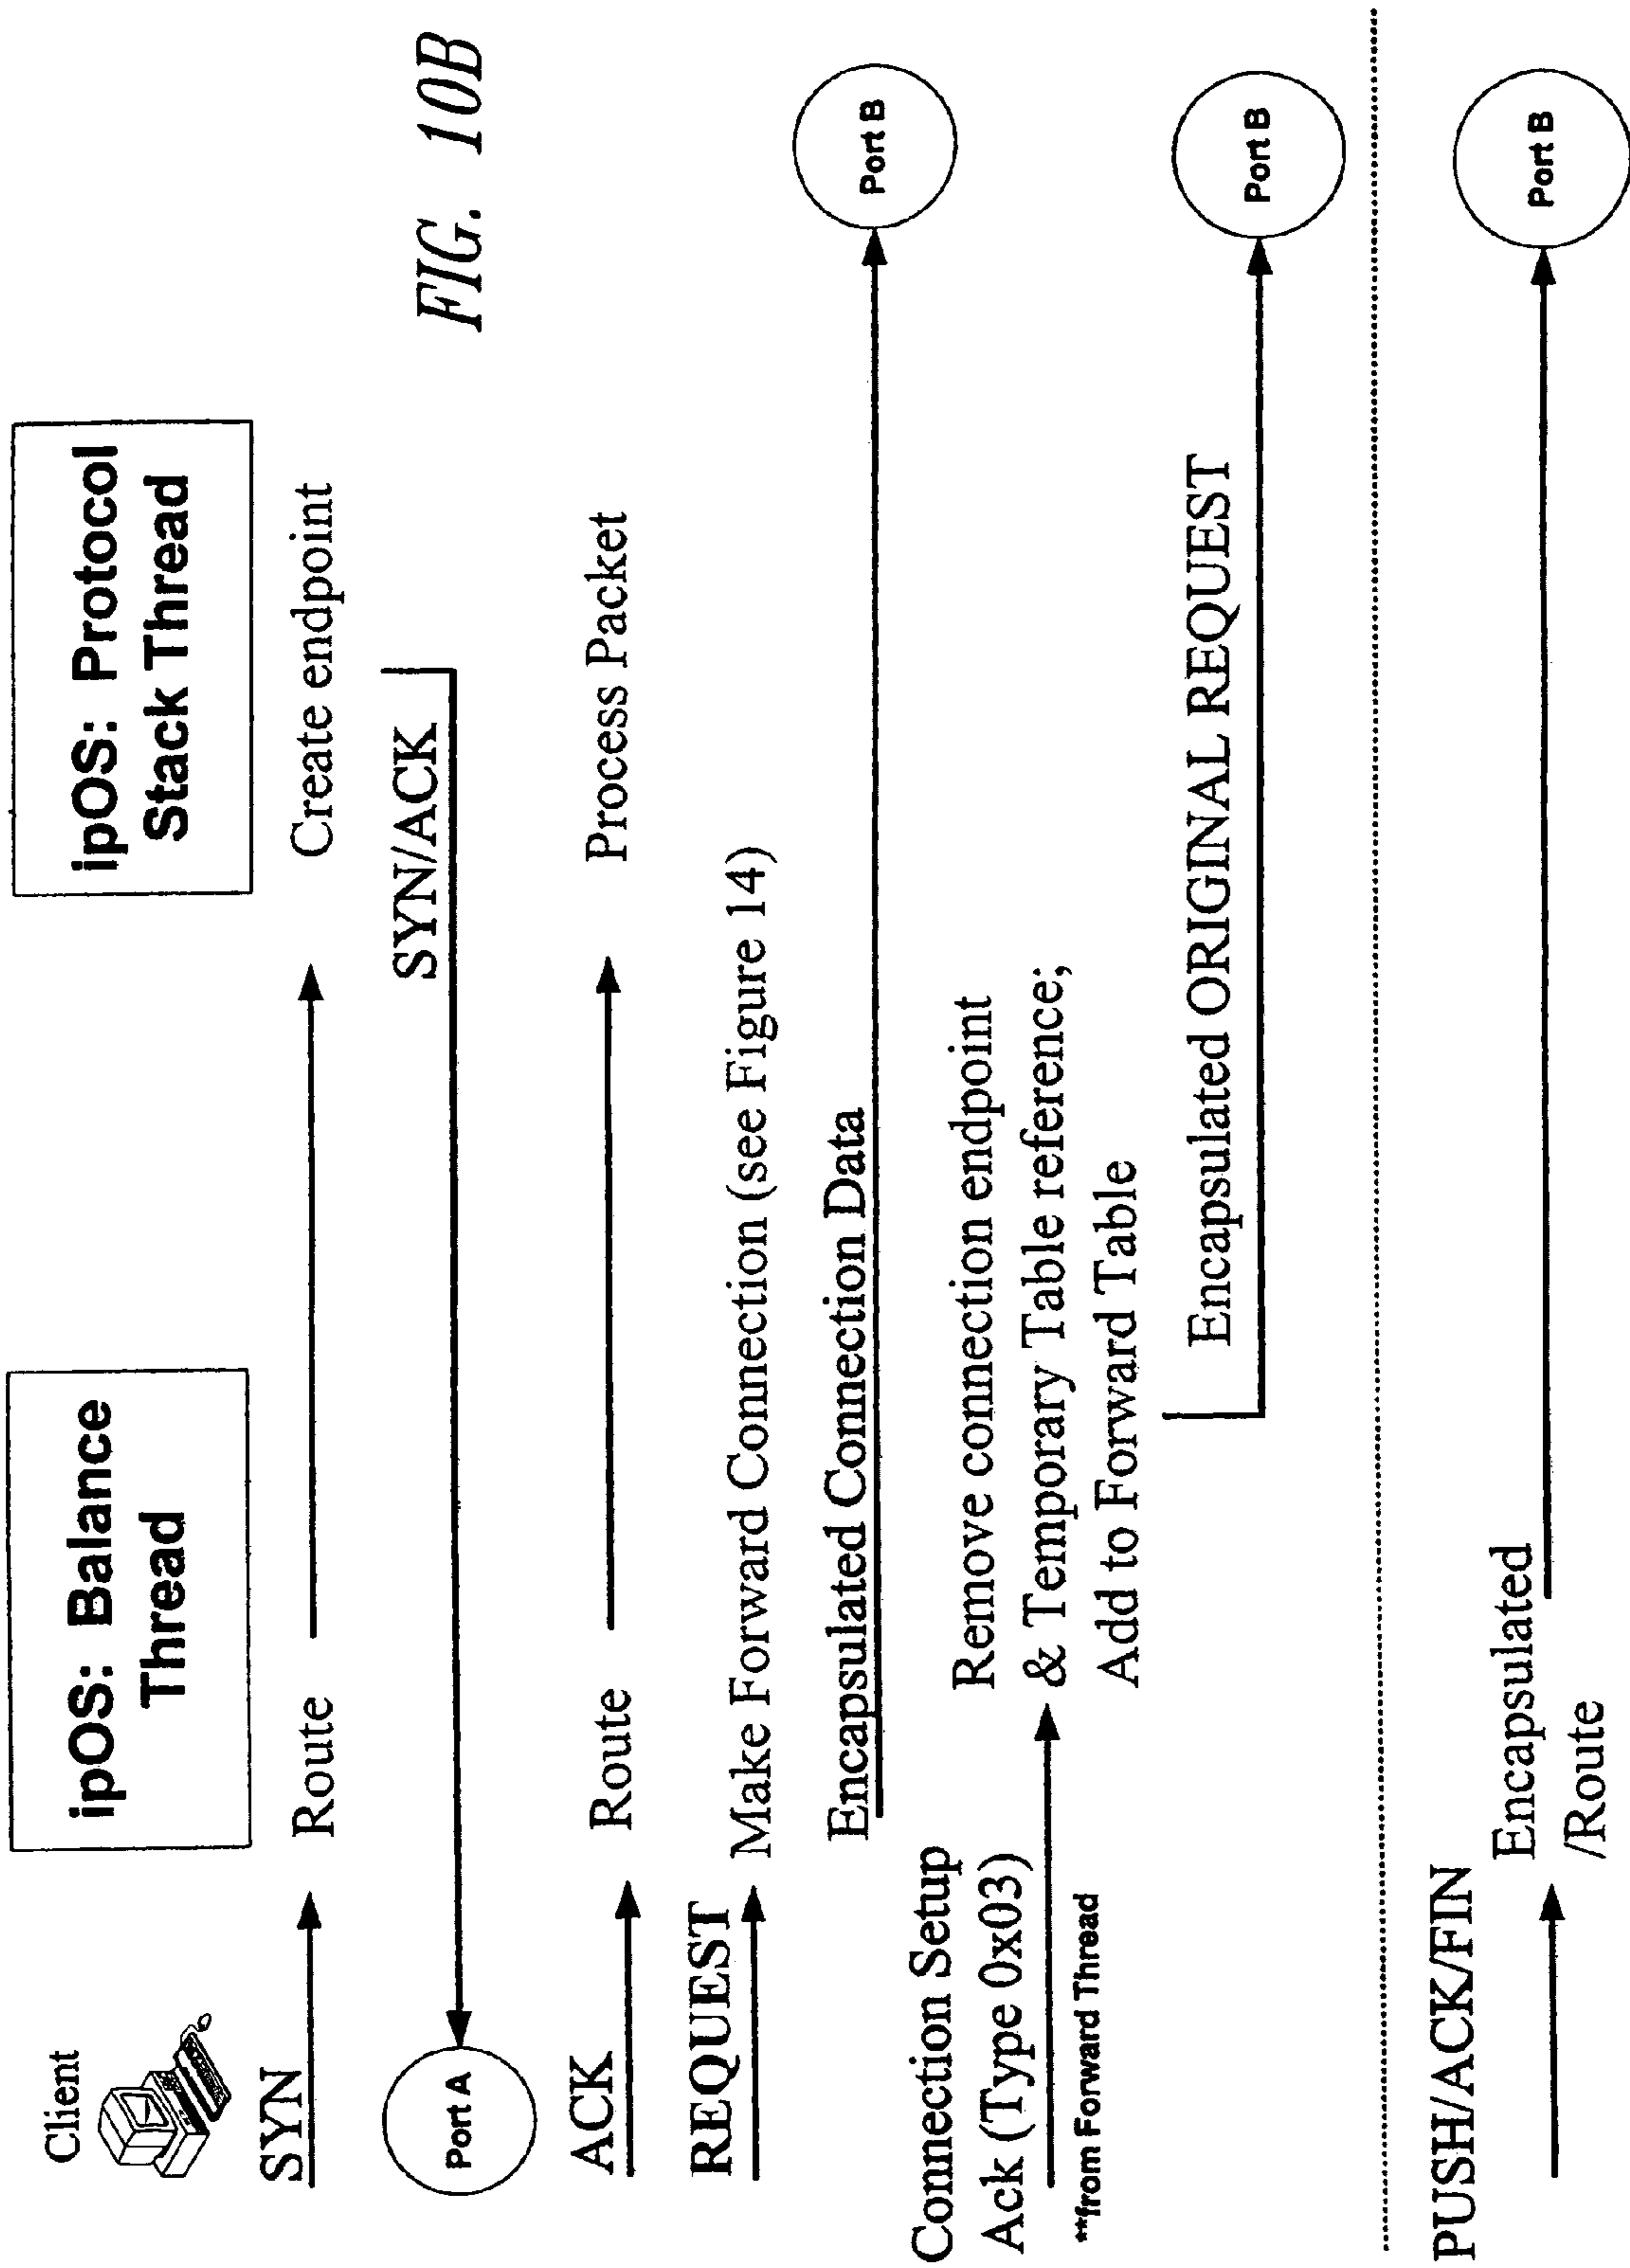 Client
ipOS: Balance
Thread
ipOS: Protocol
Stack Thread
SYN
Route
Create endpoint
FIG. 10B
Port A
SYN/ACK
ACK
Route
Process Packet
REQUEST
Make Forward Connection (see Figure 14)
Encapsulated Connection Data
Port B
Connection Setup
Ack (Type 0x03)
**from Forward Thread
Remove connection endpoint
& Temporary Table reference;
Add to Forward Table
Encapsulated ORIGINAL REQUEST
Port B
PUSH/ACK/FIN
Encapsulated
/Route
Port B